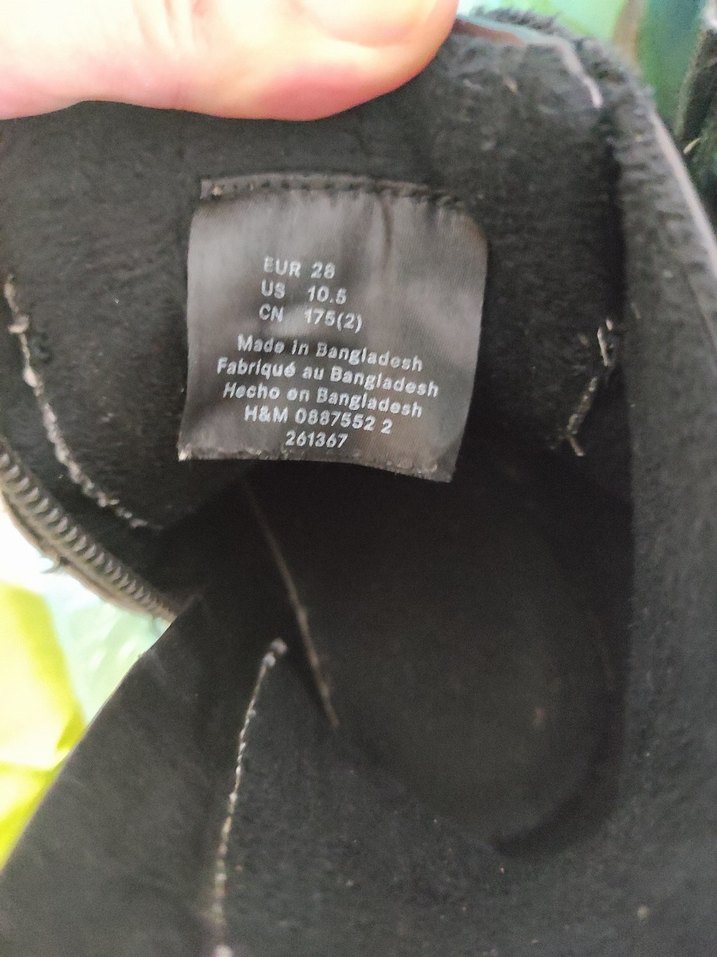 EUR 28
US 10.5
CN 175(2)
Made in Bangladesh
Fabriqué au Bangladesh
Hecho en Bangladesh
H&M 0887552 2
261367